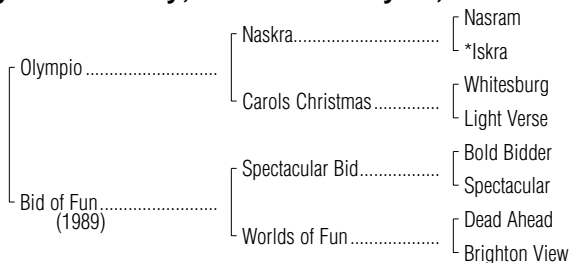 Nasram
Naskra
*Iskra
Olympio
Whitesburg
Carols Christmas
Light Verse
Bold Bidder
Spectacular Bid
Spectacular
Bid of Fun
(1989)
Dead Ahead
Worlds of Fun
Brighton View